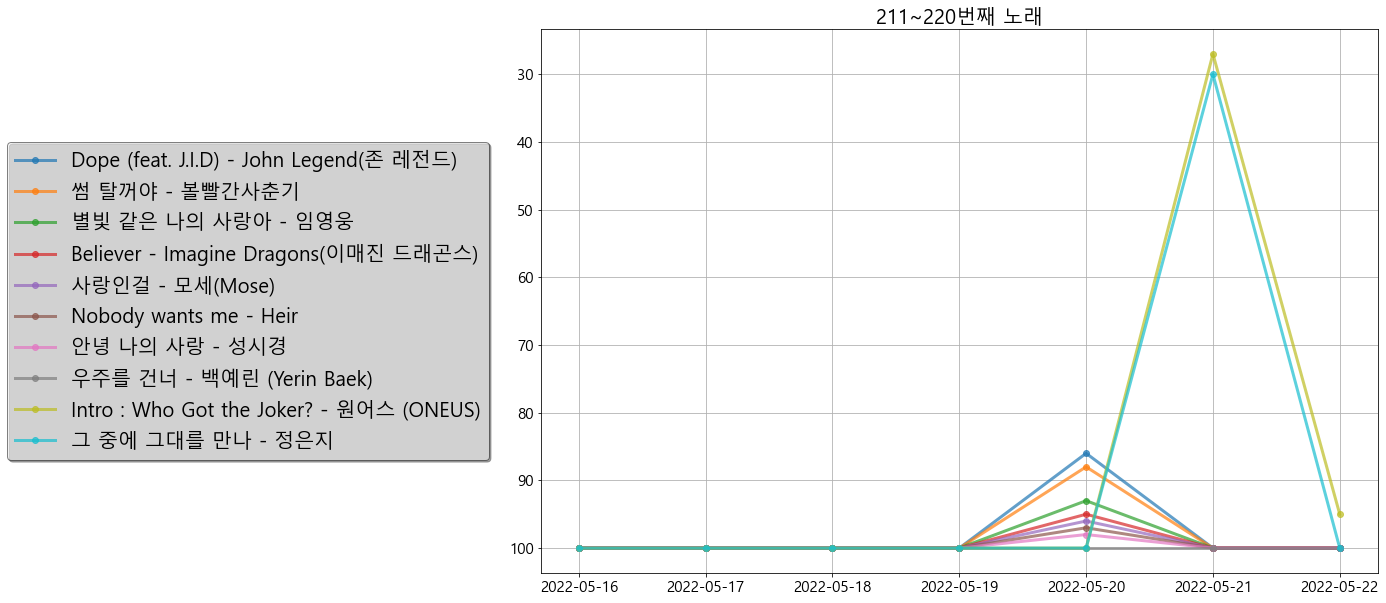 211~220번째 노래
Dope (feat. J.I.D) - John Legend(존 레전드)
썸 탈꺼야 - 볼빨간사춘기
별빛 같은 나의 사랑아 - 임영웅
Believer - Imagine Dragons(이매진 드래곤스)
사랑인걸 - 모세(Mose)
Nobody wants me - Heir
안녕 나의 사랑 - 성시경
우주를 건너 - 백예린 (Yerin Baek)
Intro : Who Got the Joker? - 원어스 (ONEUS)
그 중에 그대를 만나 - 정은지
30
40
50
60
70
80
90
100
2022-05-16 2022-05-17 2022-05-18 2022-05-19 2022-05-20 2022-05-21 2022-05-22